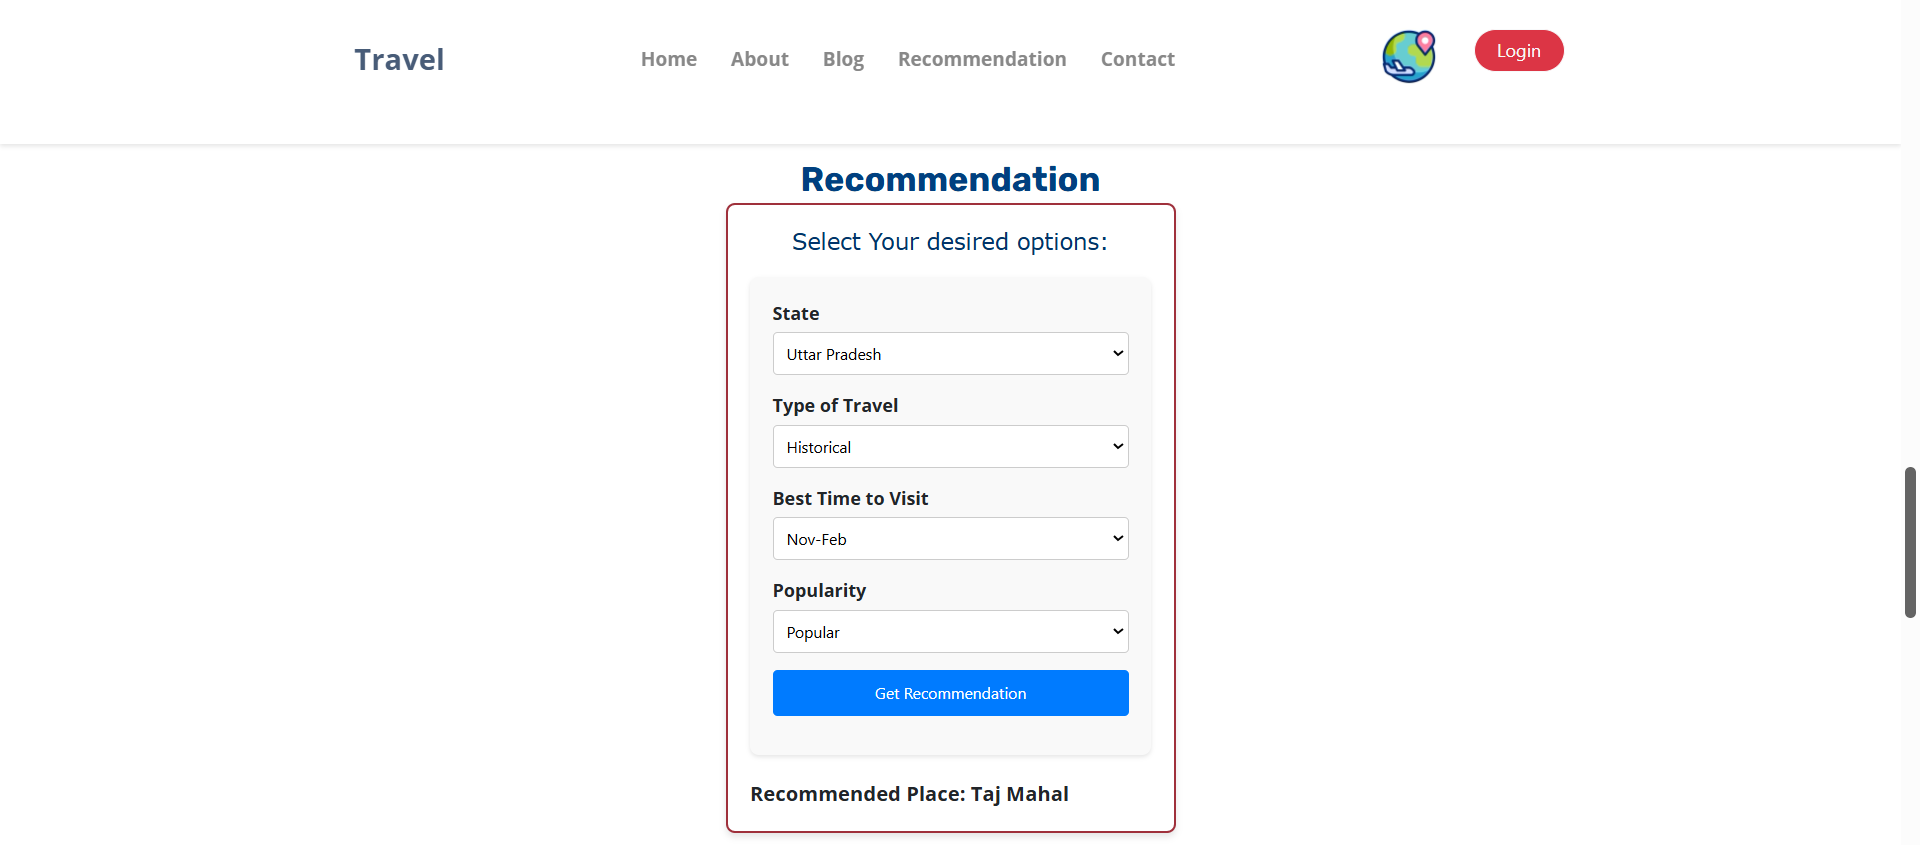 Travel
Home About Blog Recommendation Contact
Login
Recommendation
Select Your desired options:
State
Uttar Pradesh
Type of Travel
Historical
Best Time to Visit
Nov-Feb
Popularity
Popular
Get Recommendation
Recommended Place: Taj Mahal